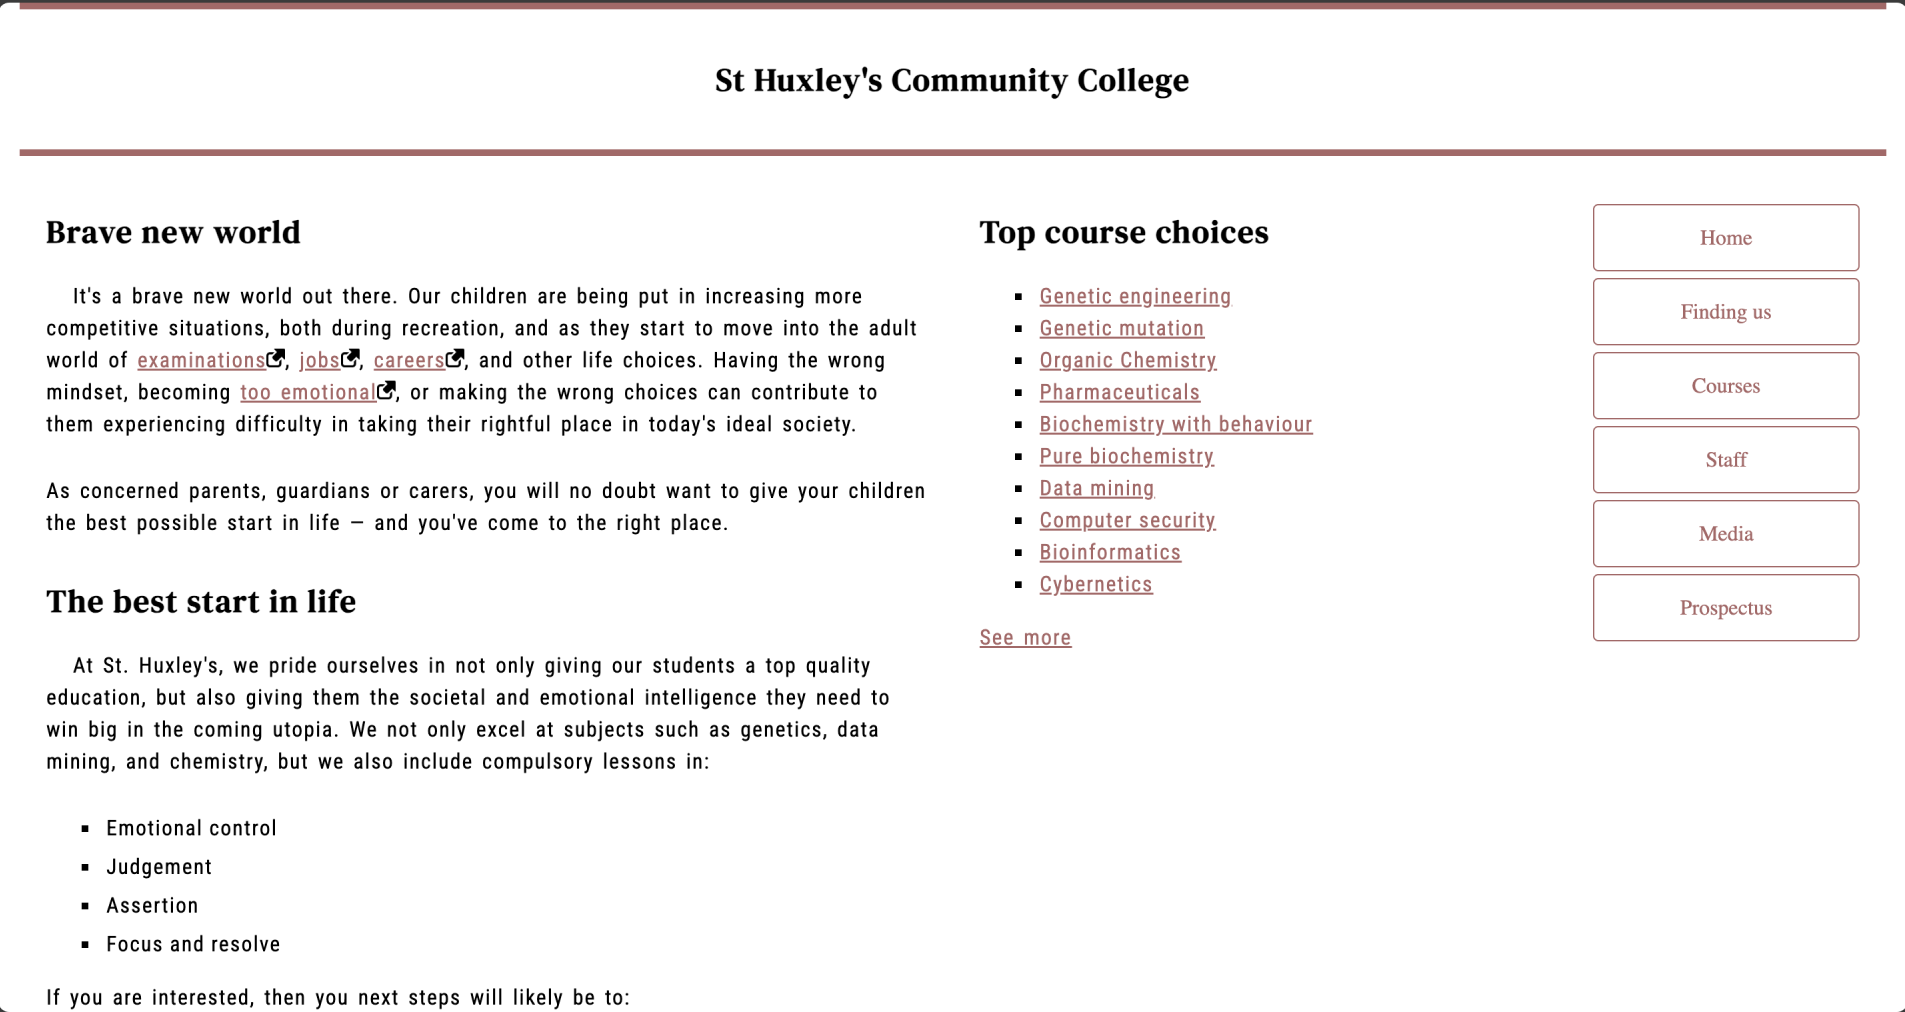 St Huxley's Community College
Brave new world
It's a brave new world out there. Our children are being put in increasing more
competitive situations, both during recreation, and as they start to move into the adult
world of examinations, jobs, careers, and other life choices. Having the wrong
mindset, becoming too emotional, or making the wrong choices can contribute to
them experiencing difficulty in taking their rightful place in today's ideal society.
As concerned parents, guardians or carers, you will no doubt want to give your children
the best possible start in life — and you've come to the right place.
The best start in life
At St. Huxley's, we pride ourselves in not only giving our students a top quality
education, but also giving them the societal and emotional intelligence they need to
win big in the coming utopia. We not only excel at subjects such as genetics, data
mining, and chemistry, but we also include compulsory lessons in:
Emotional control
Judgement
Assertion
Focus and resolve
If you are interested, then you next steps will likely be to:
Top course choices
Genetic engineering
Genetic mutation
Organic Chemistry
Pharmaceuticals
Biochemistry with behaviour
Pure biochemistry
Data mining
Computer security
Bioinformatics
Cybernetics
See more
Home
Finding us
Courses
Staff
Media
Prospectus